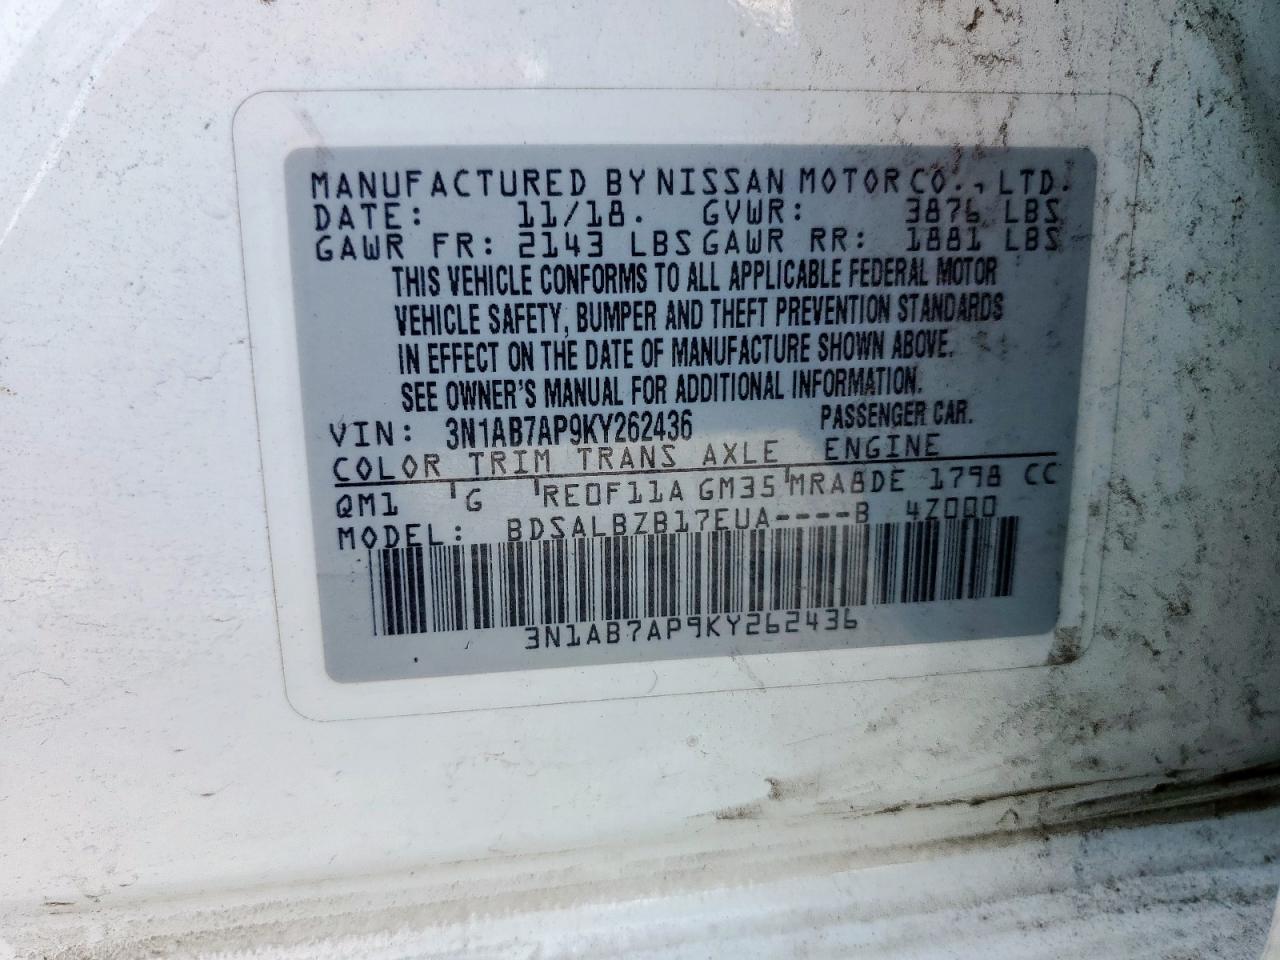 MANUFACTURED BY NISSAN MOTOR CO., LTD.
DATE: 11/18. GVWR: 3876 LBS
GAWR FR: 2143 LBS GAWR RR: 1881 LBS
THIS VEHICLE CONFORMS TO ALL APPLICABLE FEDERAL MOTOR
VEHICLE SAFETY, BUMPER AND THEFT PREVENTION STANDARDS
IN EFFECT ON THE DATE OF MANUFACTURE SHOWN ABOVE.
SEE OWNER'S MANUAL FOR ADDITIONAL INFORMATION.
VIN: 3N1AB7AP9KY262436 PASSENGER CAR.
COLOR TRIM TRANS AXLE ENGINE
QM1 G RE0F11A GM35 MRA8DE 1798 CC
MODEL: BDSALBZB17EUA----B 4Z000
3N1AB7AP9KY262436